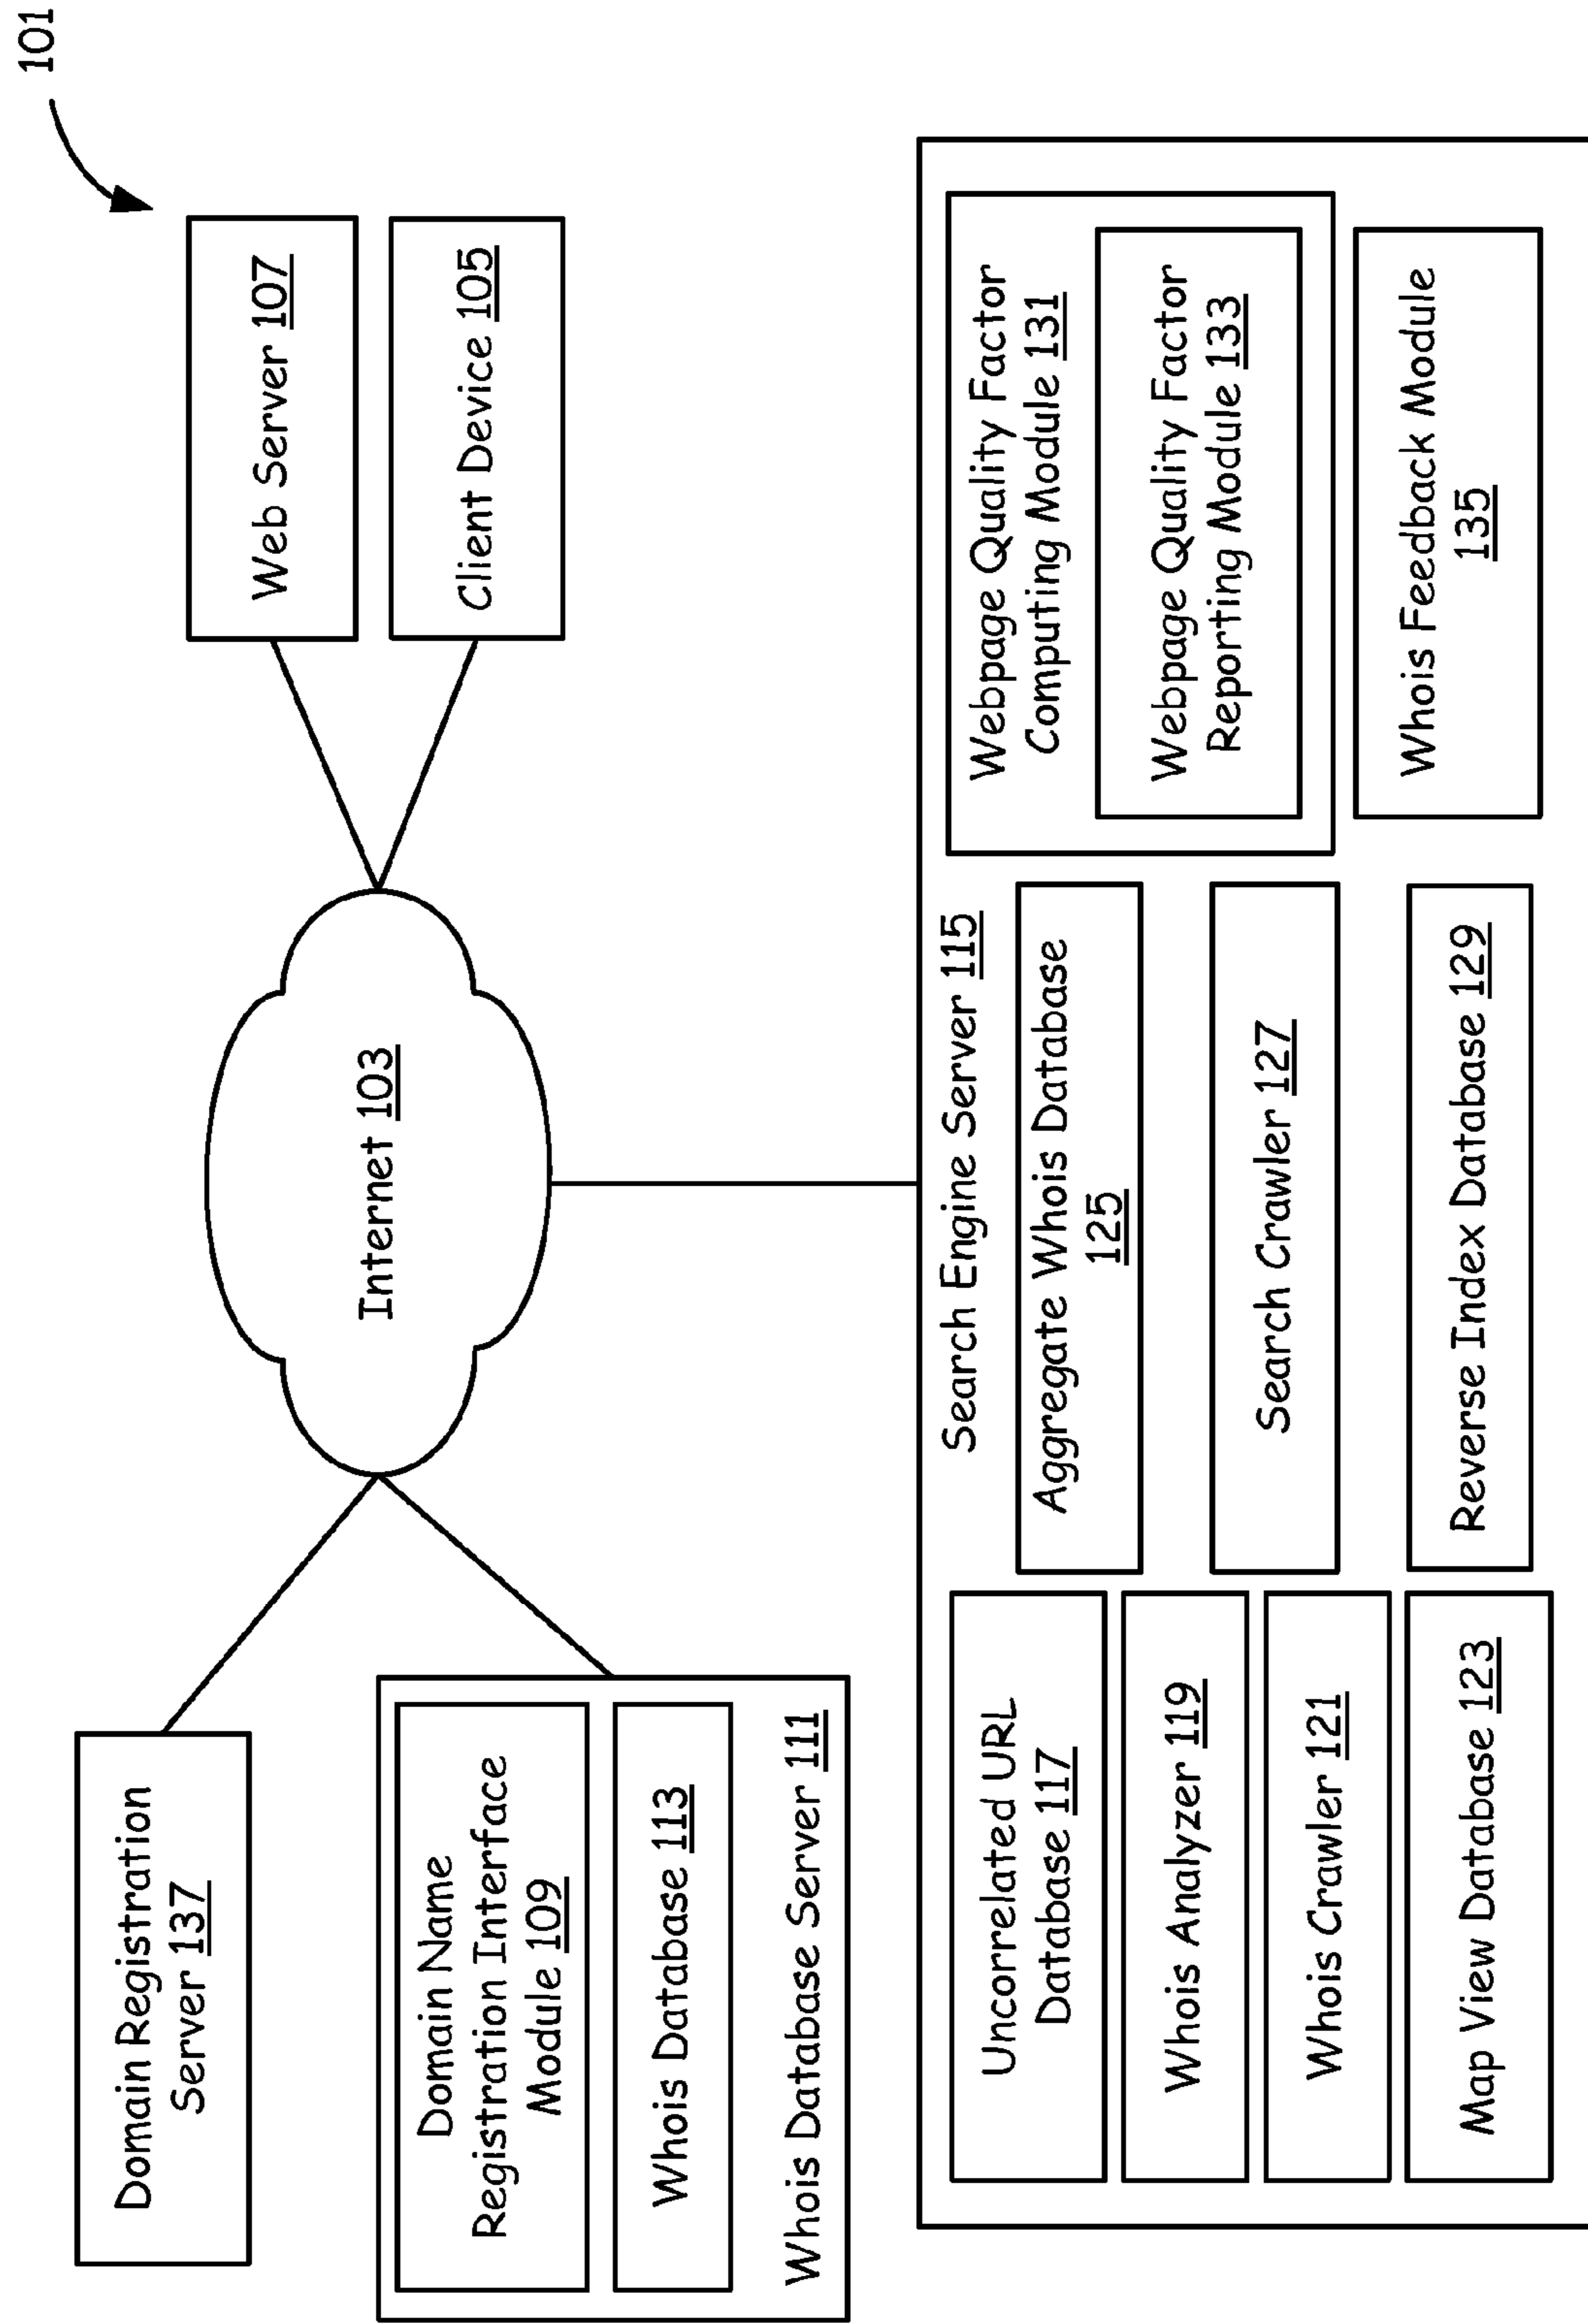 101
Domain Registration
Server 137
Domain Name
Registration Interface
Module 109
Whois Database 113
Whois Database Server 111
Internet 103
Web Server 107
Client Device 105
Search Engine Server 115
Uncorrelated URL
Database 117
Whois Analyzer 119
Whois Crawler 121
Map View Database 123
Aggregate Whois Database
125
Search Crawler 127
Reverse Index Database 129
Webpage Quality Factor
Computing Module 131
Webpage Quality Factor
Reporting Module 133
Whois Feedback Module
135